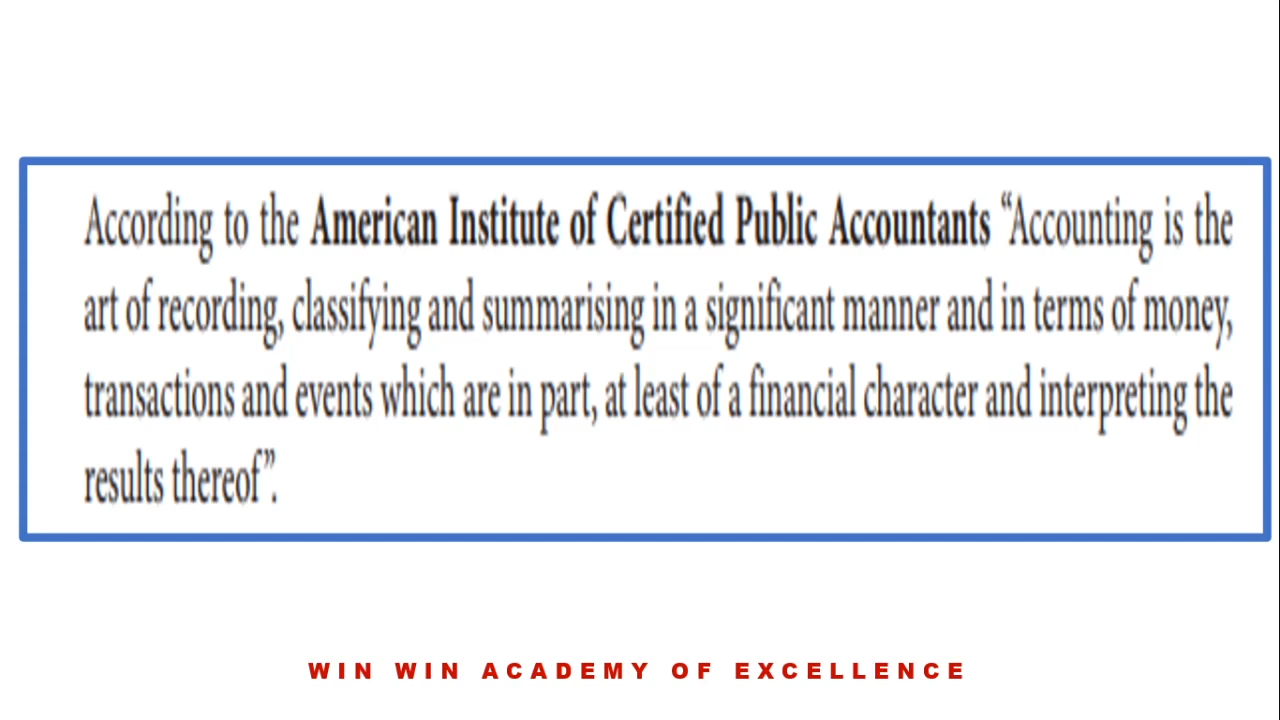 According to the American Institute of Certified Public Accountants “Accounting is the
art of recording, classifying and summarising in a significant manner and in terms of money,
transactions and events which are in part, at least of a financial character and interpreting the
results thereof”.
WIN WIN ACADEMY OF EXCELLENCE